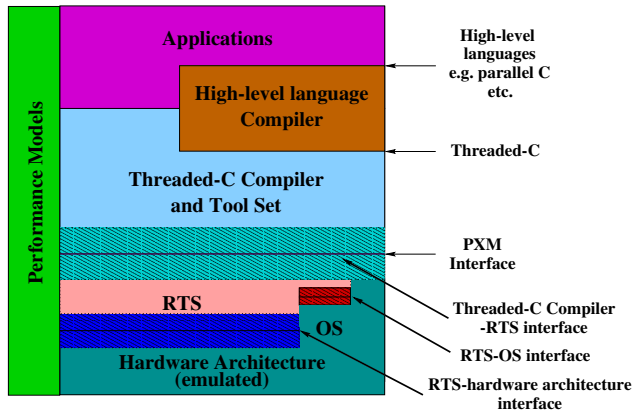 Performance Models
Applications
High-level language
Compiler
Threaded-C Compiler
and Tool Set
RTS
OS
Hardware Architecture
(emulated)
High-level
languages
e.g. parallel C
etc.
Threaded-C
PXM
Interface
Threaded-C Compiler
-RTS interface
RTS-OS interface
RTS-hardware architecture
interface